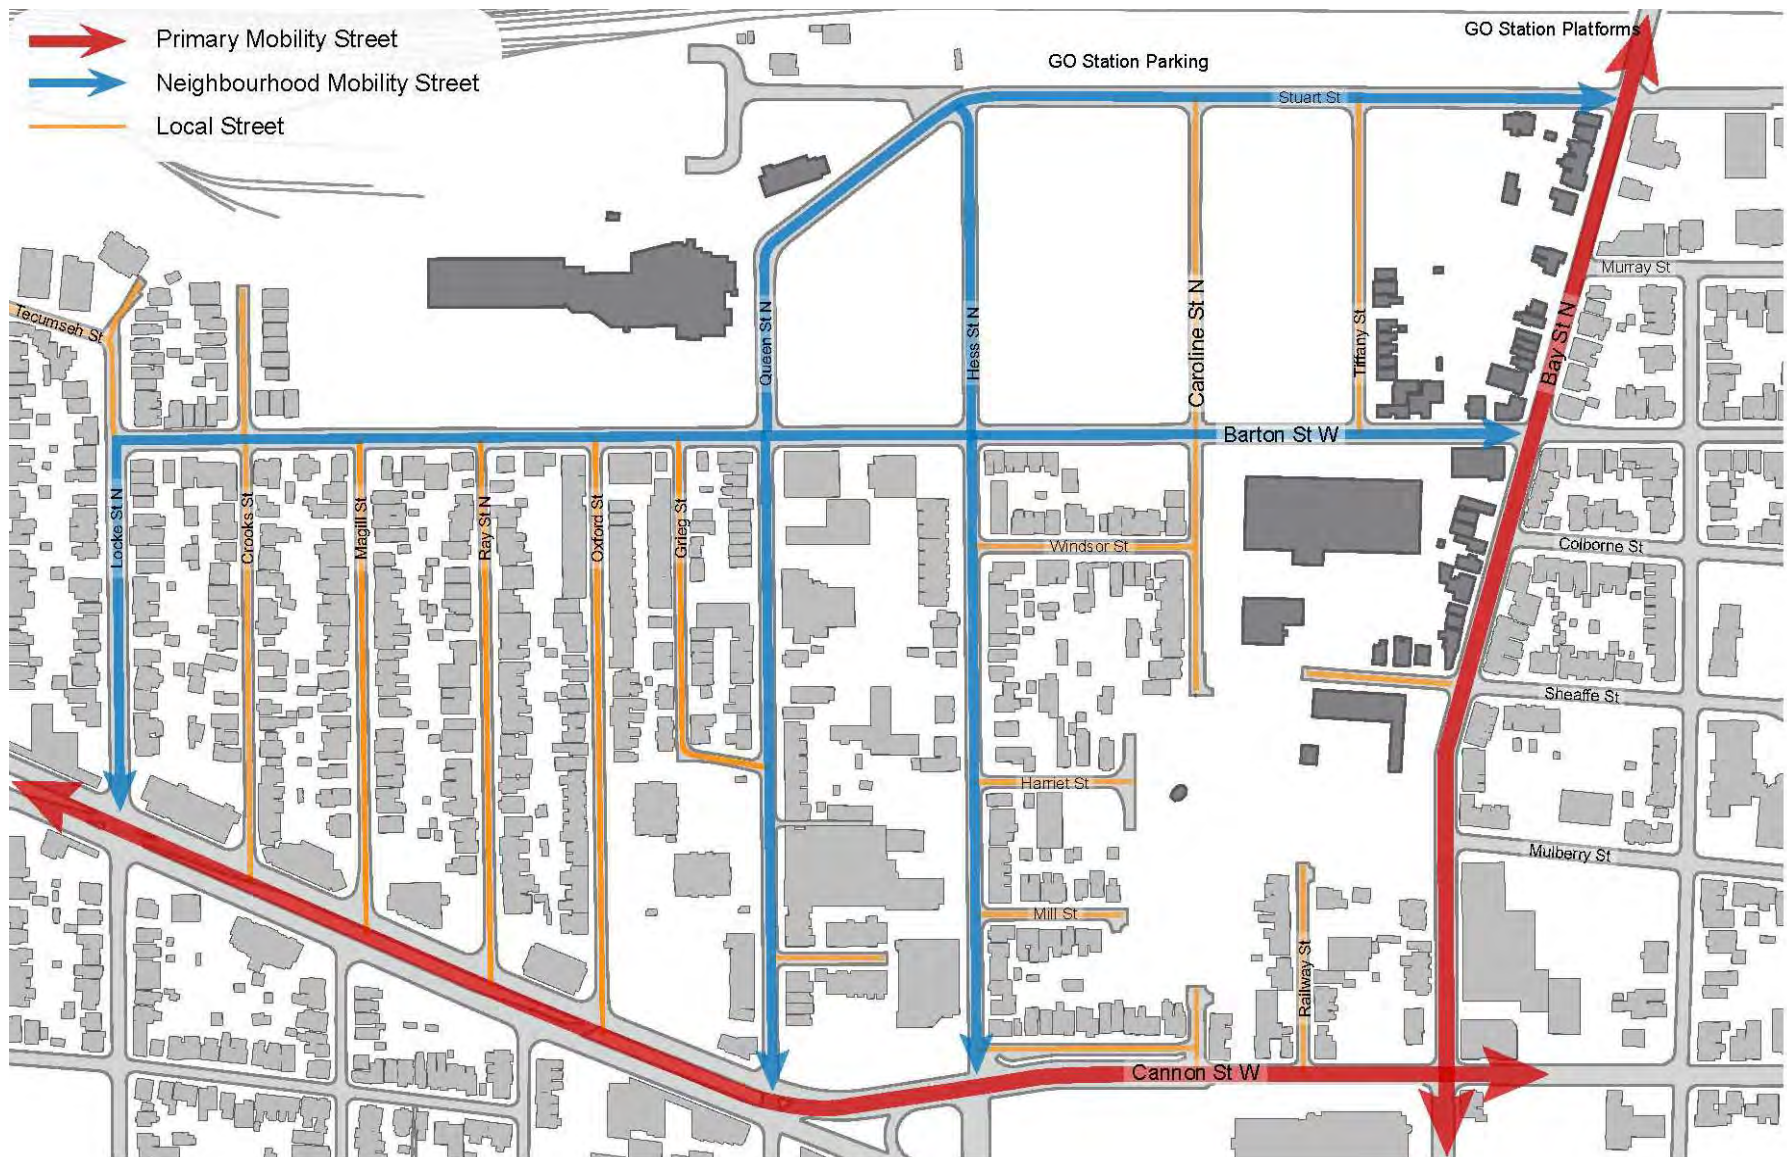 Primary Mobility Street
Neighbourhood Mobility Street
Local Street
GO Station Platforms
GO Station Parking
Stuart St
Murray St
Tecumseh St
Queen St N
Hess St N
Caroline St N
Tiffany St
Bay St N
Barton St W
Locke St N
Crooks St
Magill St
Ray St N
Oxford St
Grieg St
Windsor St
Colborne St
Sheaffe St
Harriet St
Mulberry St
Mill St
Railway St
Cannon St W